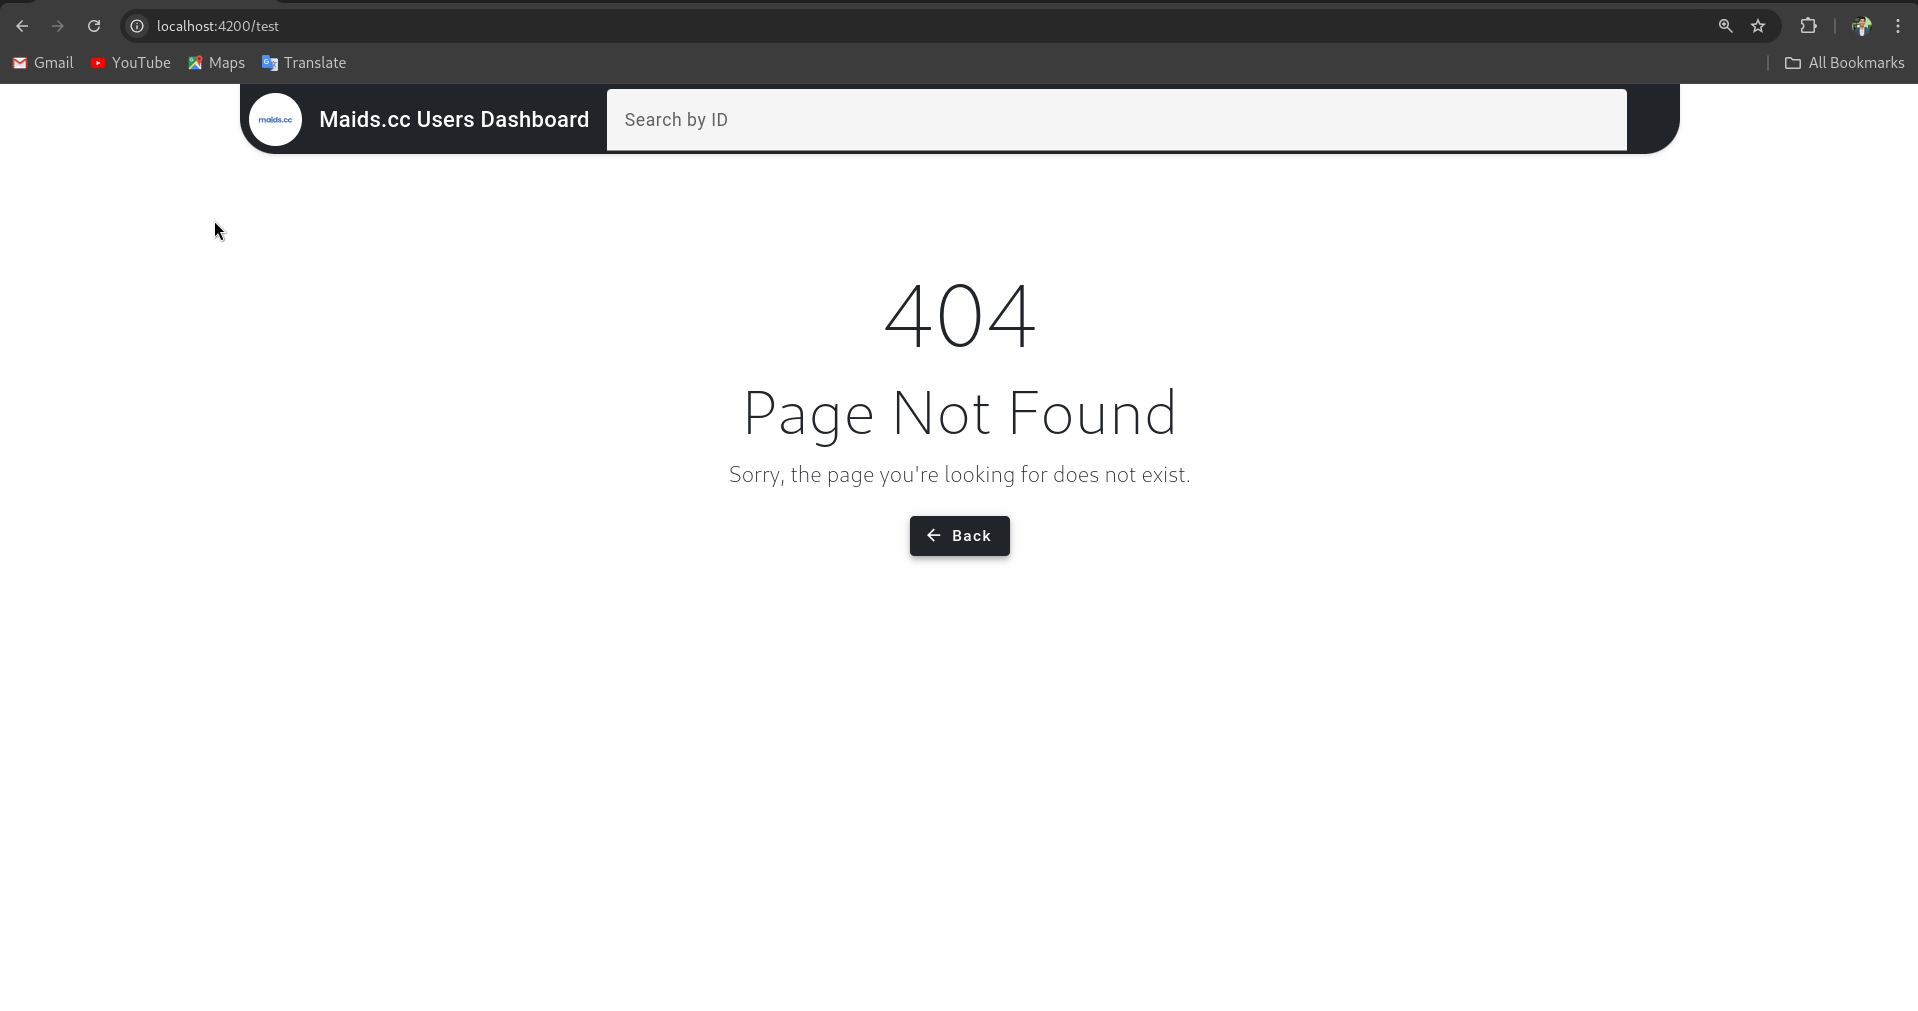 localhost:4200/test
Gmail YouTube Maps Translate All Bookmarks
maids.cc Maids.cc Users Dashboard Search by ID
404
Page Not Found
Sorry, the page you're looking for does not exist.
Back